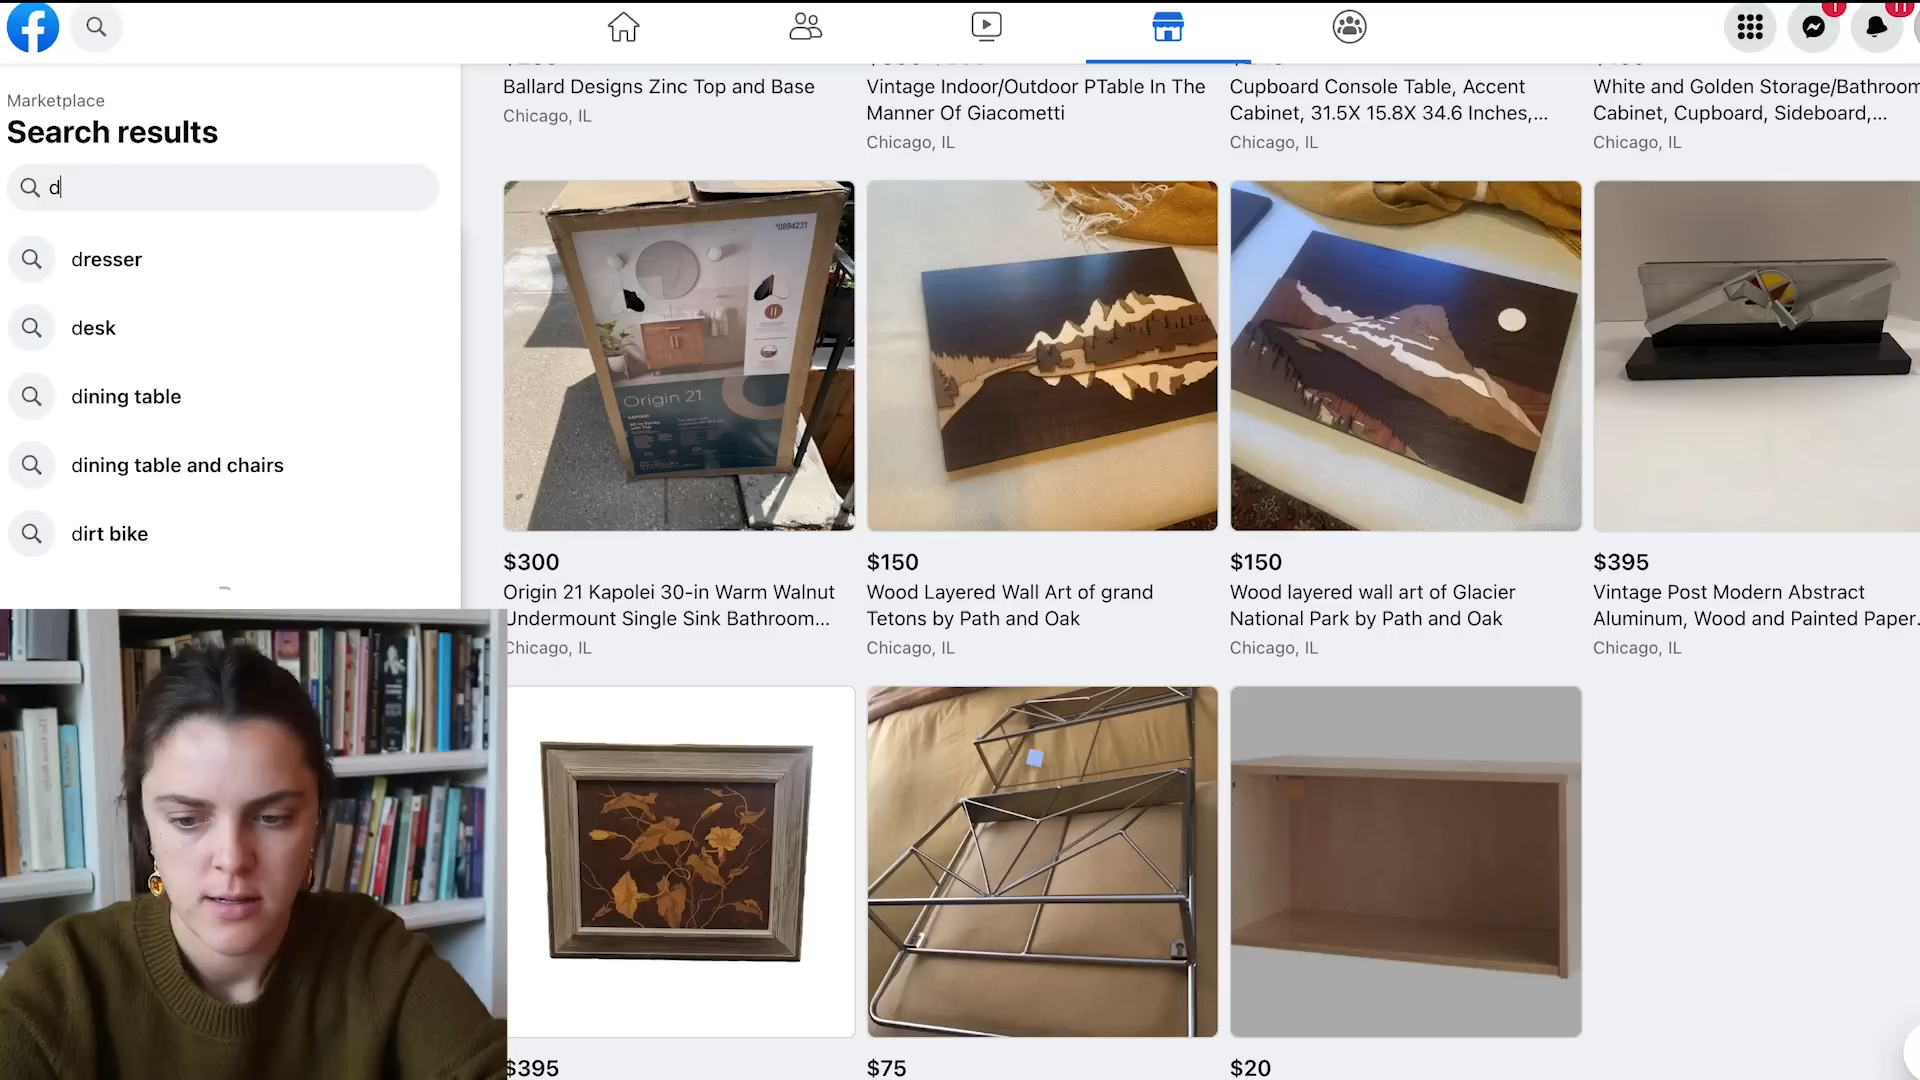 Ballard Designs Zinc Top and Base
Chicago, IL
Vintage Indoor/Outdoor PTable In The
Manner Of Giacometti
Chicago, IL
Cupboard Console Table, Accent
Cabinet, 31.5X 15.8X 34.6 Inches,...
Chicago, IL
White and Golden Storage/Bathroom
Cabinet, Cupboard, Sideboard,...
Chicago, IL
Marketplace
Search results
d
dresser
desk
dining table
dining table and chairs
dirt bike
*0894231
Origin 21
$300
Origin 21 Kapolei 30-in Warm Walnut
Undermount Single Sink Bathroom...
Chicago, IL
$150
Wood Layered Wall Art of grand
Tetons by Path and Oak
Chicago, IL
$150
Wood layered wall art of Glacier
National Park by Path and Oak
Chicago, IL
$395
Vintage Post Modern Abstract
Aluminum, Wood and Painted Paper.
Chicago, IL
$395
$75
$20